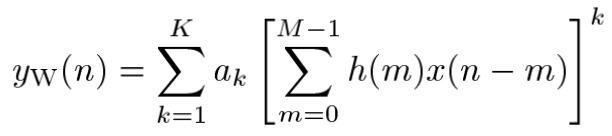 y_W(n) = \sum_{k=1}^{K} a_k \left[ \sum_{m=0}^{M-1} h(m)x(n-m) \right]^k